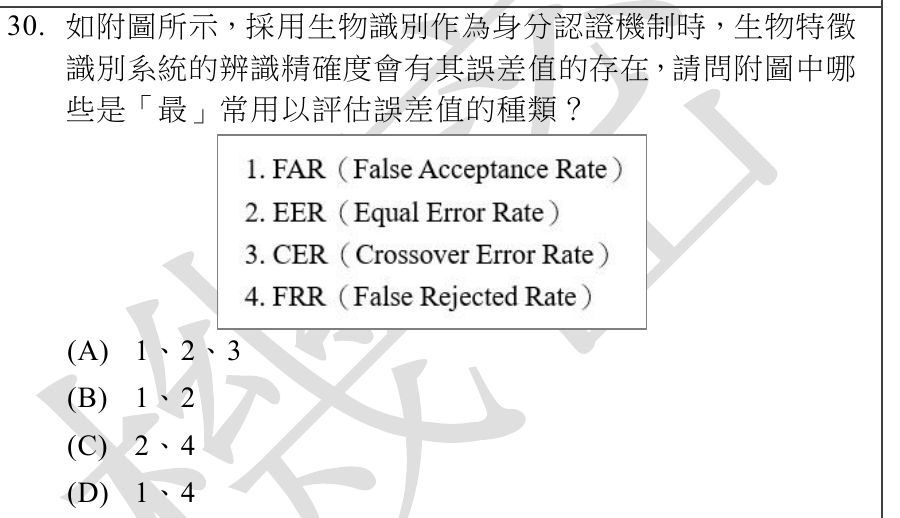 30. 如附圖所示，採用生物識別作為身分認證機制時，生物特徵
識別系統的辨識精確度會有其誤差值的存在，請問附圖中哪
些是「最」常用以評估誤差值的種類？
1. FAR（False Acceptance Rate）
2. EER（Equal Error Rate）
3. CER（Crossover Error Rate）
4. FRR（False Rejected Rate）
(A) 1、2、3
(B) 1、2
(C) 2、4
(D) 1、4